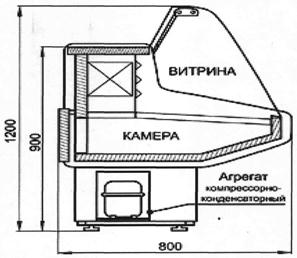 ВИТРИНА
КАМЕРА
1200
900
Агрегат
компрессорно-
конденсаторный
800